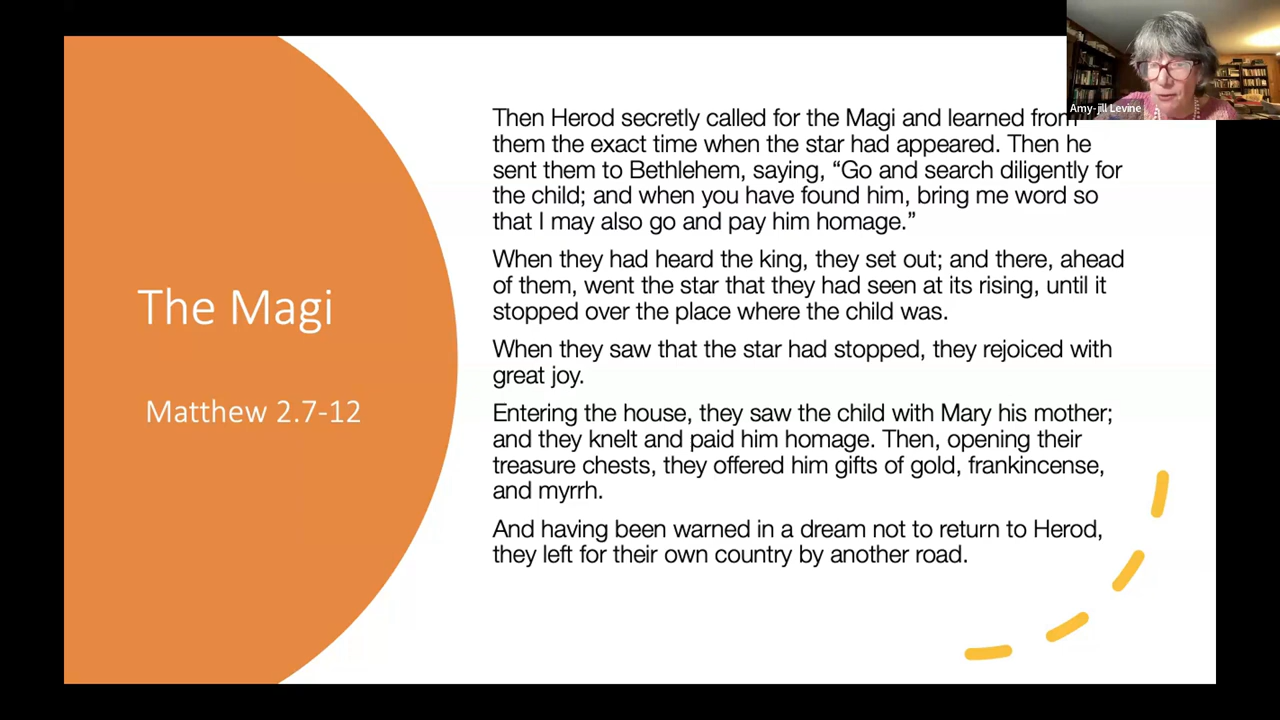 The Magi
Matthew 2.7-12
Then Herod secretly called for the Magi and learned from
them the exact time when the star had appeared. Then he
sent them to Bethlehem, saying, “Go and search diligently for
the child; and when you have found him, bring me word so
that I may also go and pay him homage.”
When they had heard the king, they set out; and there, ahead
of them, went the star that they had seen at its rising, until it
stopped over the place where the child was.
When they saw that the star had stopped, they rejoiced with
great joy.
Entering the house, they saw the child with Mary his mother;
and they knelt and paid him homage. Then, opening their
treasure chests, they offered him gifts of gold, frankincense,
and myrrh.
And having been warned in a dream not to return to Herod,
they left for their own country by another road.
Amy-jill Levine